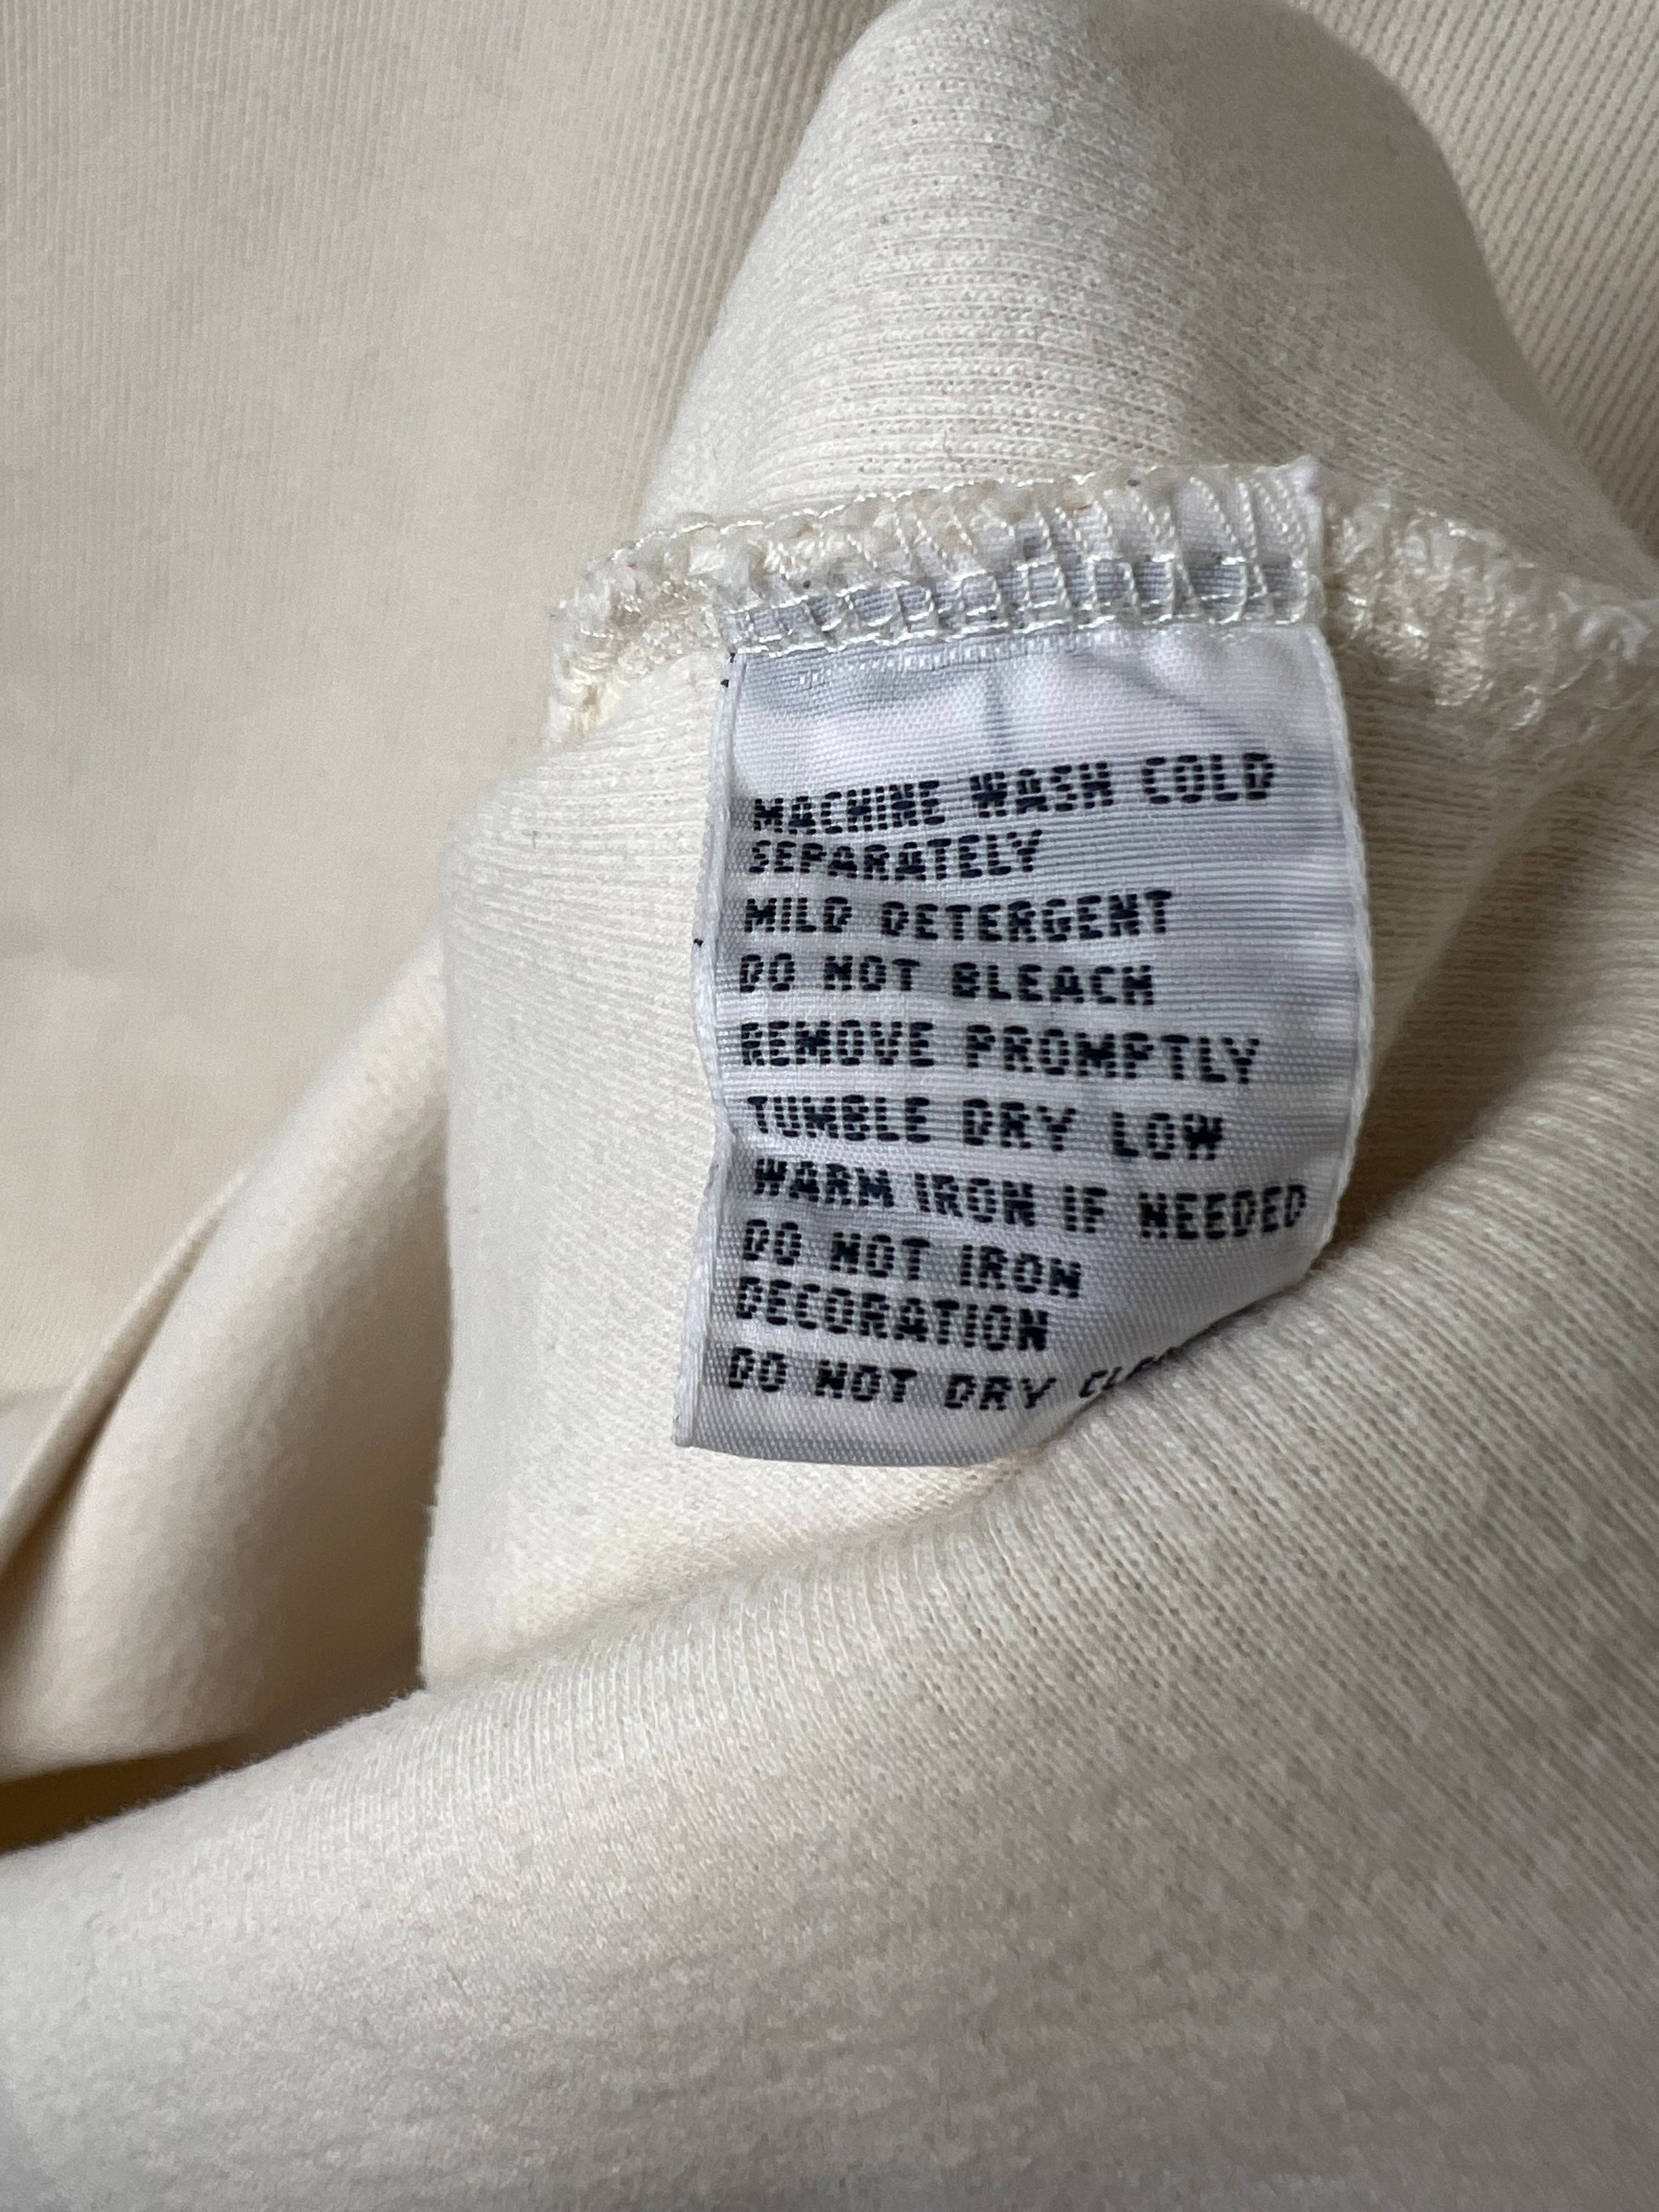 MACHINE WASH COLD
SEPARATELY
MILD DETERGENT
DO NOT BLEACH
REMOVE PROMPTLY
TUMBLE DRY LOW
WARM IRON IF NEEDED
DO NOT IRON
DECORATION
DO NOT DRY